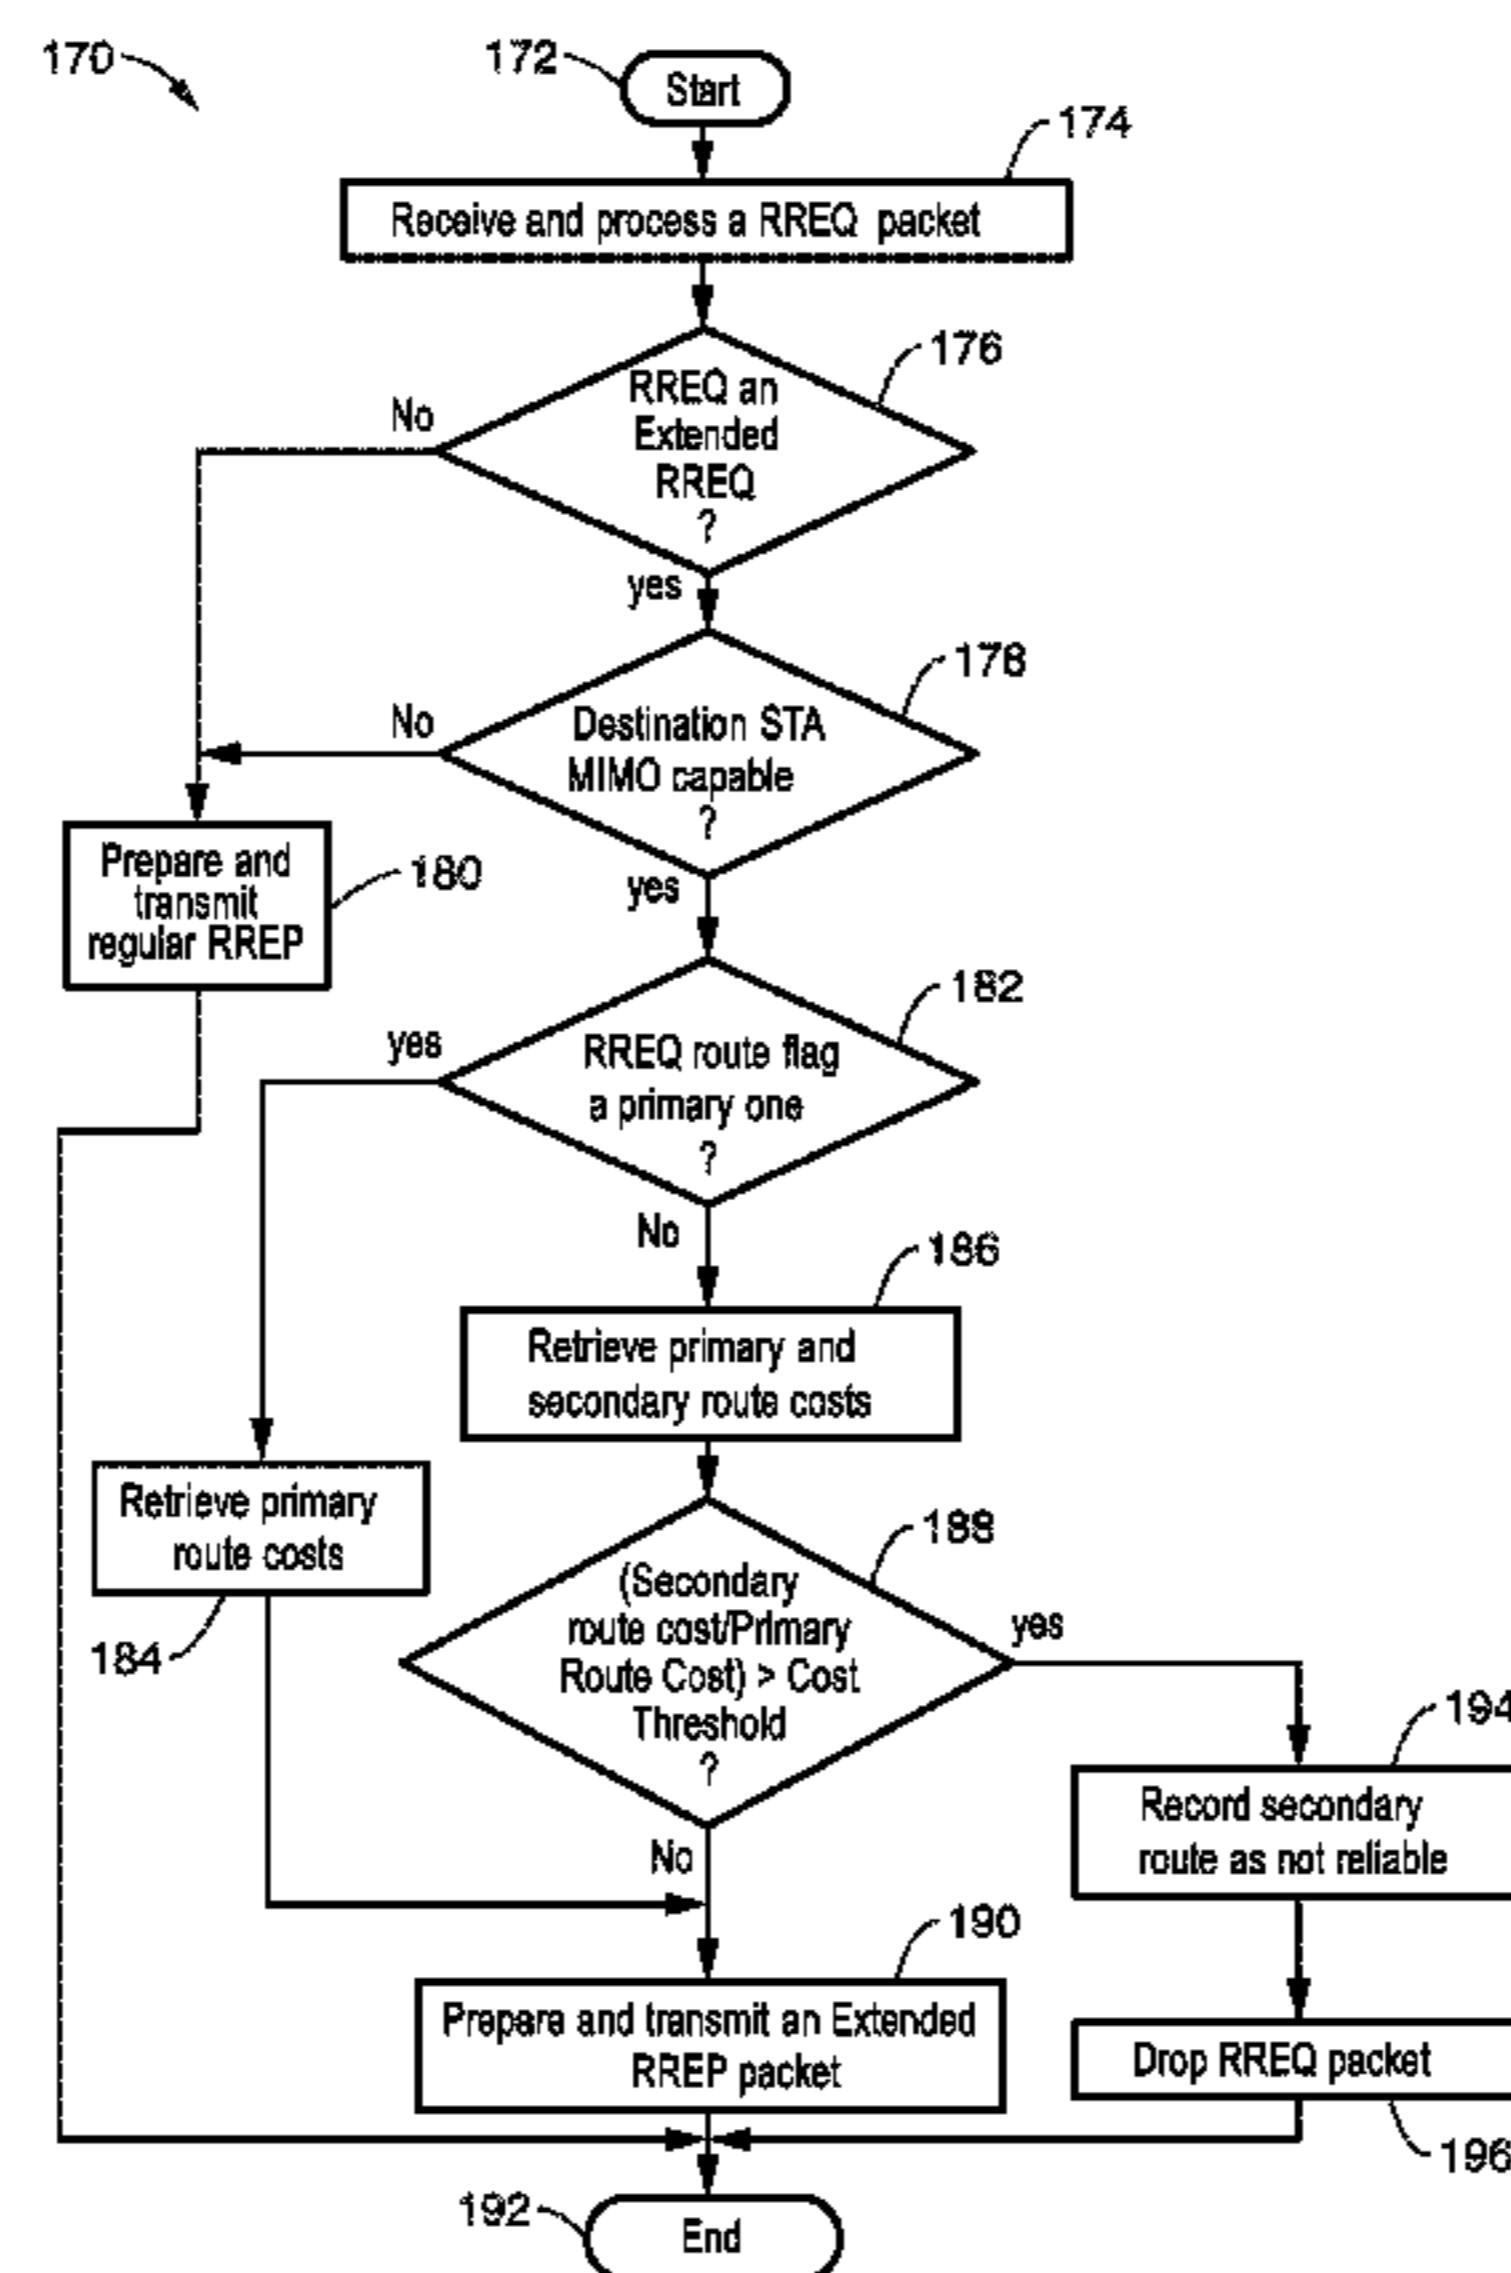 170
172
Start
174
Receive and process a RREQ packet
176
RREQ an
Extended
RREQ
?
No
yes
178
Destination STA
MIMO capable
?
No
yes
Prepare and
transmit
regular RREP
180
182
RREQ route flag
a primary one
?
yes
No
186
Retrieve primary and
secondary route costs
Retrieve primary
route costs
184
188
(Secondary
route cost/Primary
Route Cost) > Cost
Threshold
?
yes
No
194
Record secondary
route as not reliable
190
Prepare and transmit an Extended
RREP packet
Drop RREQ packet
196
192
End